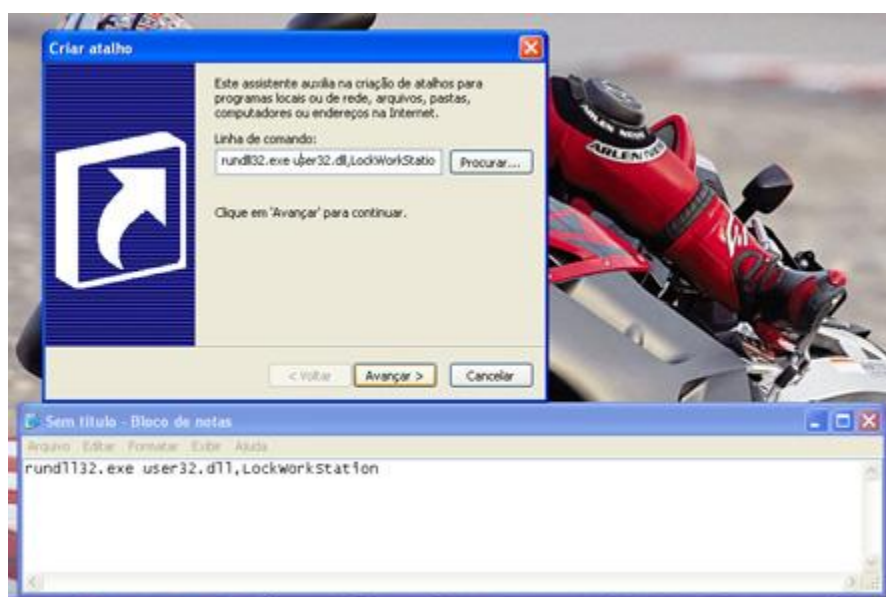 Criar atalho
Este assistente auxilia na criação de atalhos para
programas locais ou de rede, arquivos, pastas,
computadores ou endereços na Internet.
Linha de comando:
rundll32.exe user32.dll,LockWorkStatio
Procurar...
Clique em 'Avançar' para continuar.
< Voltar
Avançar >
Cancelar
ARLEN NESS
ARLEN NES
Sem título - Bloco de notas
Arquivo Editar Formatar Exibir Ajuda
rundll32.exe user32.dll,LockWorkStation